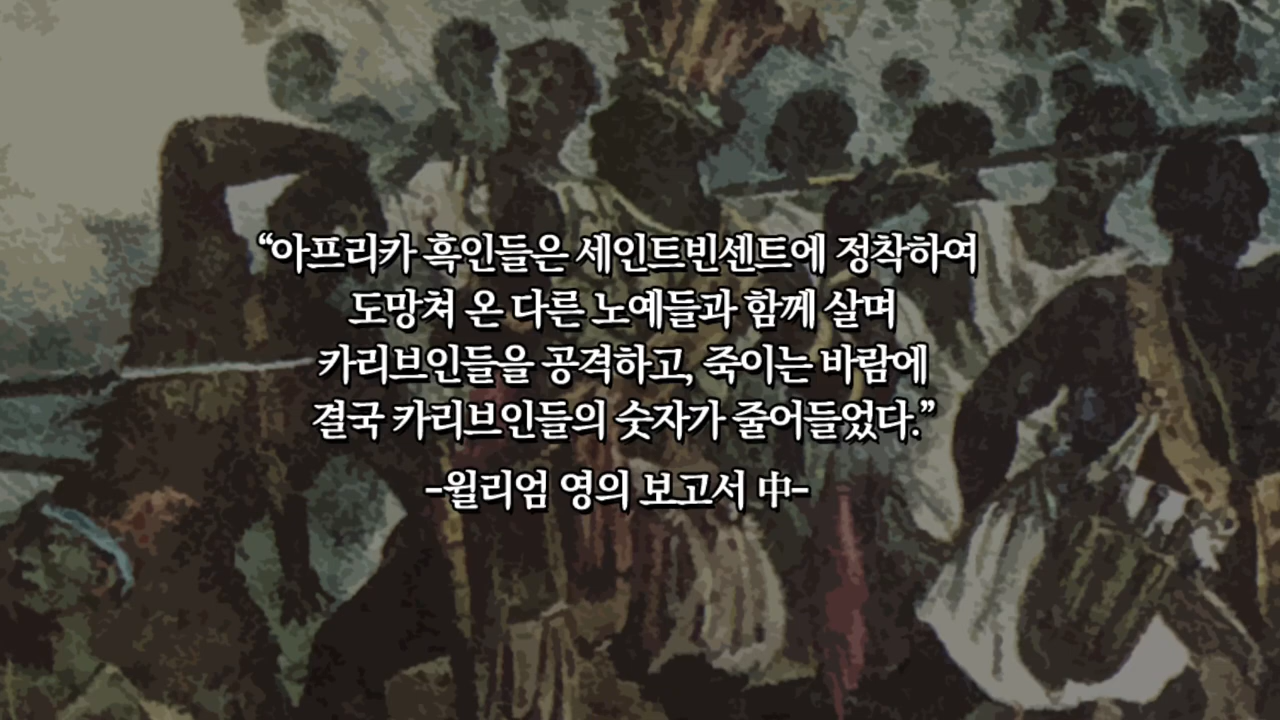 “아프리카 흑인들은 세인트빈센트에 정착하여
도망쳐 온 다른 노예들과 함께 살며
카리브인들을 공격하고, 죽이는 바람에
결국 카리브인들의 숫자가 줄어들었다.”
-윌리엄 영의 보고서 中-